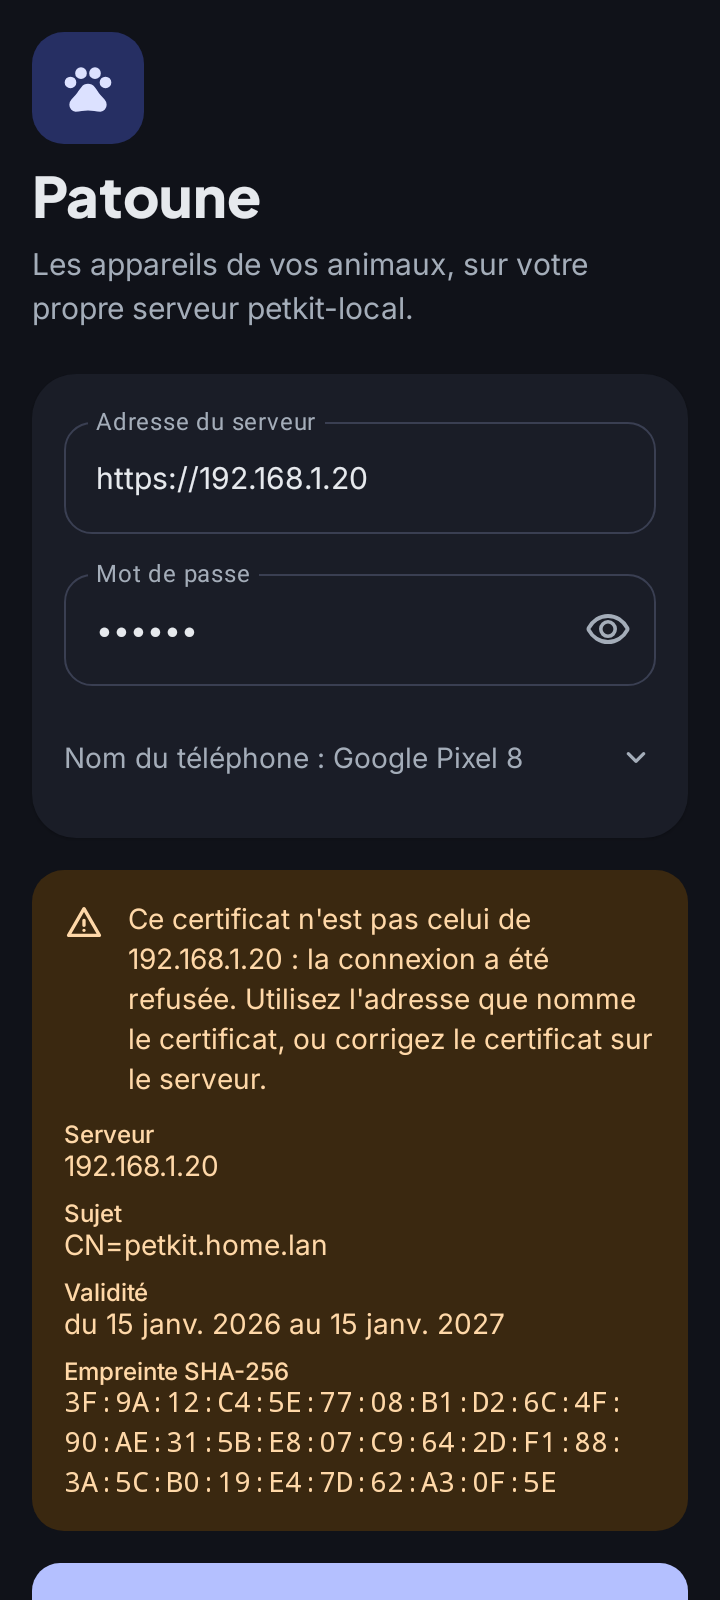 Patoune
Les appareils de vos animaux, sur votre
propre serveur petkit-local.
Adresse du serveur
https://192.168.1.20
Mot de passe
••••••
Nom du téléphone : Google Pixel 8
Ce certificat n'est pas celui de
192.168.1.20 : la connexion a été
refusée. Utilisez l'adresse que nomme
le certificat, ou corrigez le certificat sur
le serveur.
Serveur
192.168.1.20
Sujet
CN=petkit.home.lan
Validité
du 15 janv. 2026 au 15 janv. 2027
Empreinte SHA-256
3F:9A:12:C4:5E:77:08:B1:D2:6C:4F:
90:AE:31:5B:E8:07:C9:64:2D:F1:88:
3A:5C:B0:19:E4:7D:62:A3:0F:5E